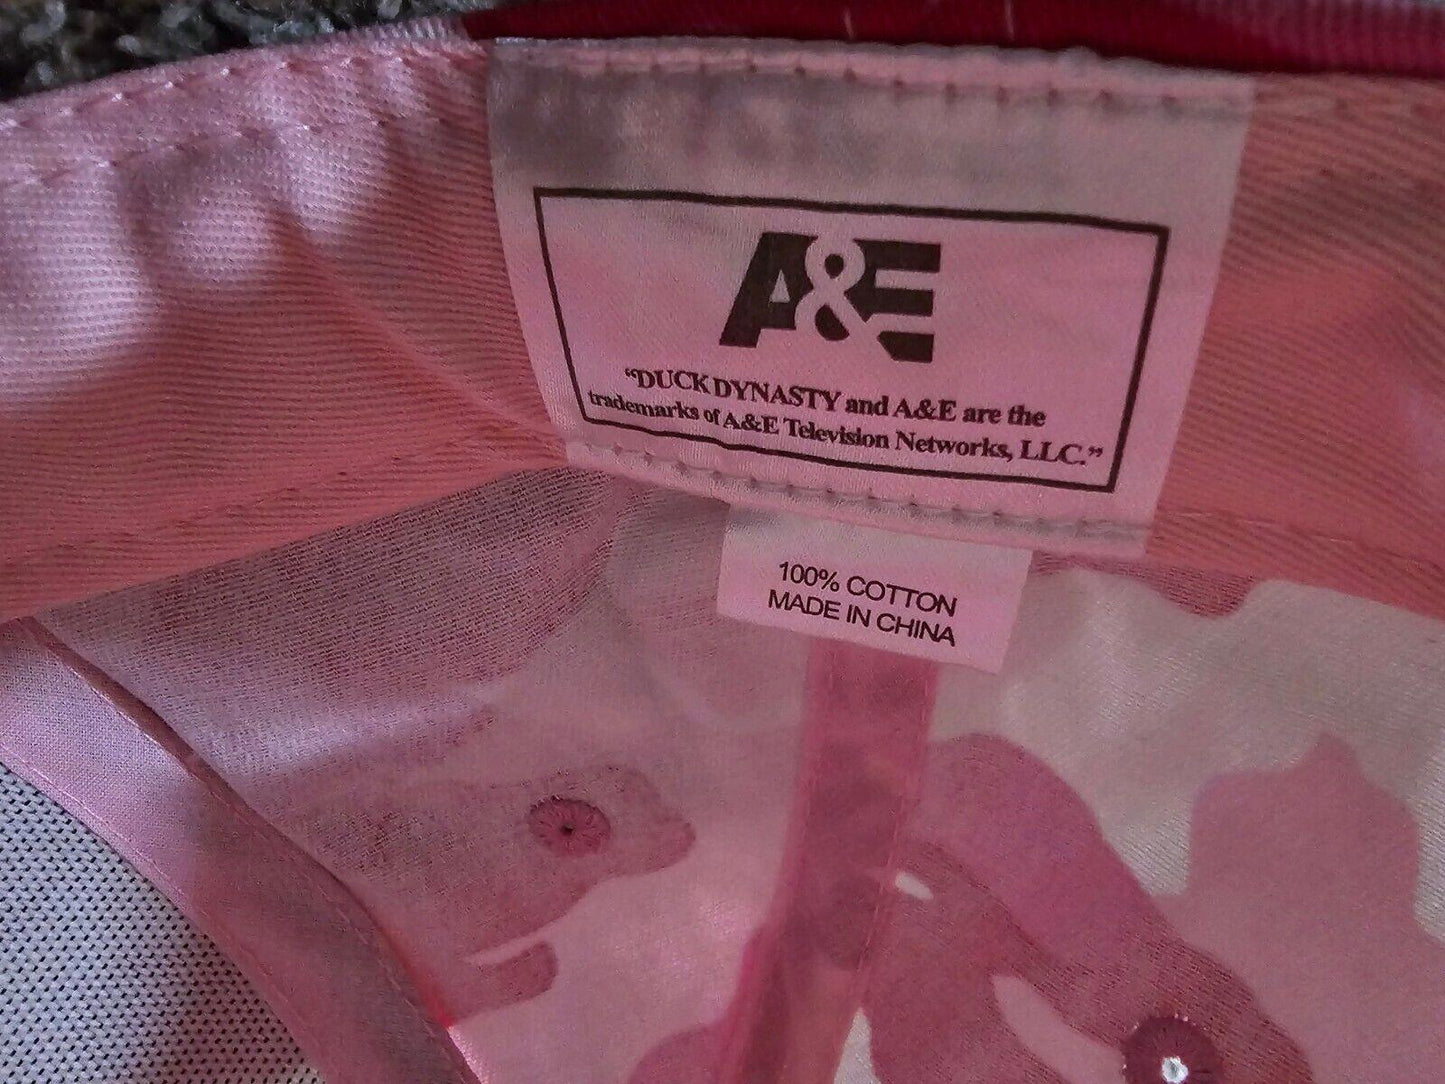 A&E
“DUCK DYNASTY and A&E are the
trademarks of A&E Television Networks, LLC.”
100% COTTON
MADE IN CHINA